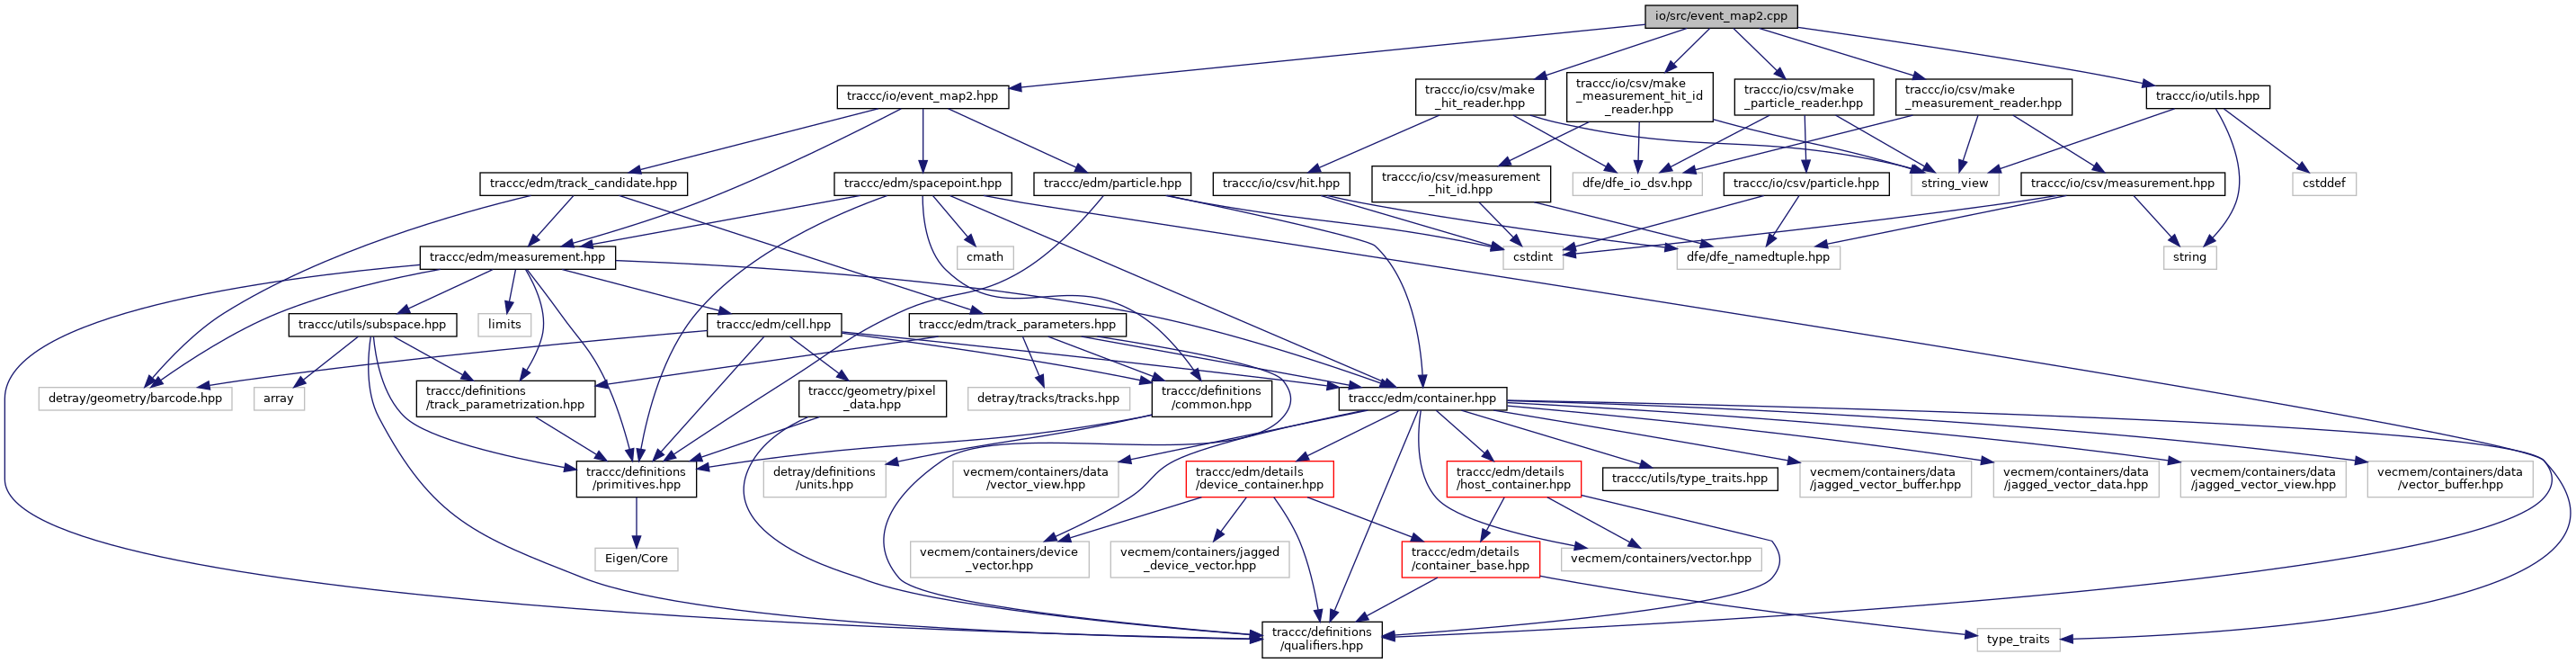 io/src/event_map2.cpp
traccc/io/event_map2.hpp
traccc/io/csv/make
_hit_reader.hpp
traccc/io/csv/make
_measurement_hit_id
_reader.hpp
traccc/io/csv/make
_particle_reader.hpp
traccc/io/csv/make
_measurement_reader.hpp
traccc/io/utils.hpp
traccc/edm/track_candidate.hpp
traccc/edm/spacepoint.hpp
traccc/edm/particle.hpp
traccc/io/csv/hit.hpp
traccc/io/csv/measurement
_hit_id.hpp
dfe/dfe_io_dsv.hpp
traccc/io/csv/particle.hpp
string_view
traccc/io/csv/measurement.hpp
cstddef
traccc/edm/measurement.hpp
cmath
cstdint
dfe/dfe_namedtuple.hpp
string
traccc/utils/subspace.hpp
limits
traccc/edm/cell.hpp
traccc/edm/track_parameters.hpp
detray/geometry/barcode.hpp
array
traccc/definitions
/track_parametrization.hpp
traccc/geometry/pixel
_data.hpp
detray/tracks/tracks.hpp
traccc/definitions
/common.hpp
traccc/edm/container.hpp
traccc/definitions
/primitives.hpp
detray/definitions
/units.hpp
vecmem/containers/data
/vector_view.hpp
traccc/edm/details
/device_container.hpp
traccc/edm/details
/host_container.hpp
traccc/utils/type_traits.hpp
vecmem/containers/data
/jagged_vector_buffer.hpp
vecmem/containers/data
/jagged_vector_data.hpp
vecmem/containers/data
/jagged_vector_view.hpp
vecmem/containers/data
/vector_buffer.hpp
Eigen/Core
vecmem/containers/device
_vector.hpp
vecmem/containers/jagged
_device_vector.hpp
traccc/edm/details
/container_base.hpp
vecmem/containers/vector.hpp
traccc/definitions
/qualifiers.hpp
type_traits